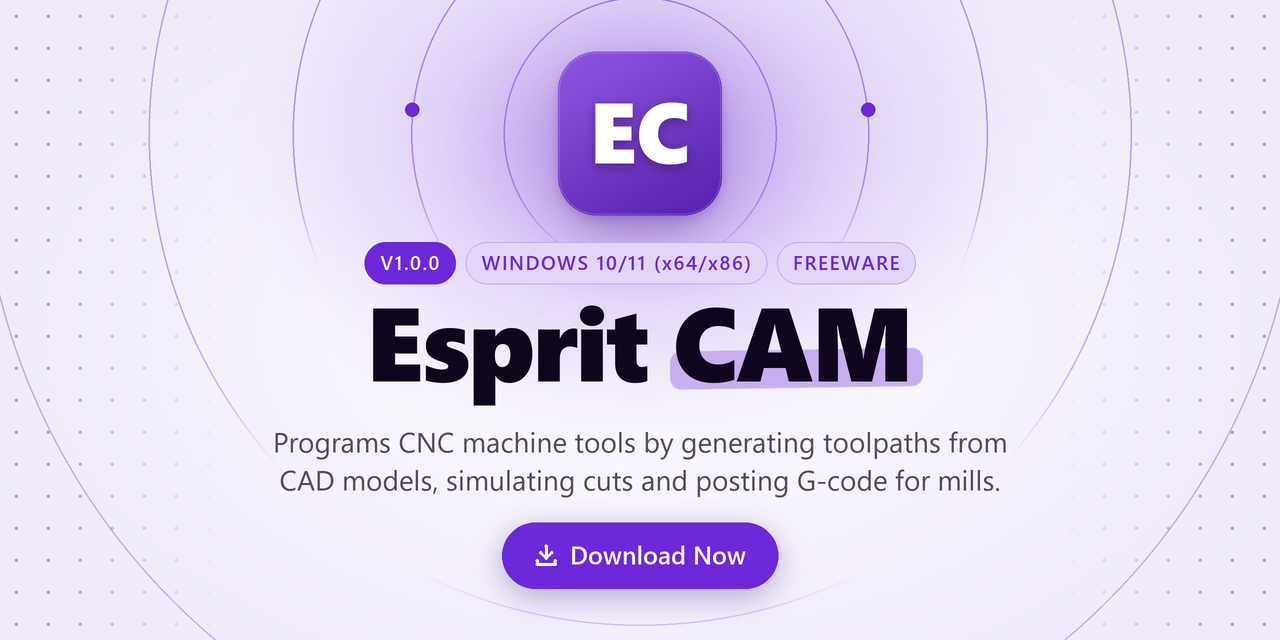 EC
V1.0.0 WINDOWS 10/11 (x64/x86) FREEWARE
Esprit CAM
Programs CNC machine tools by generating toolpaths from
CAD models, simulating cuts and posting G-code for mills.
Download Now